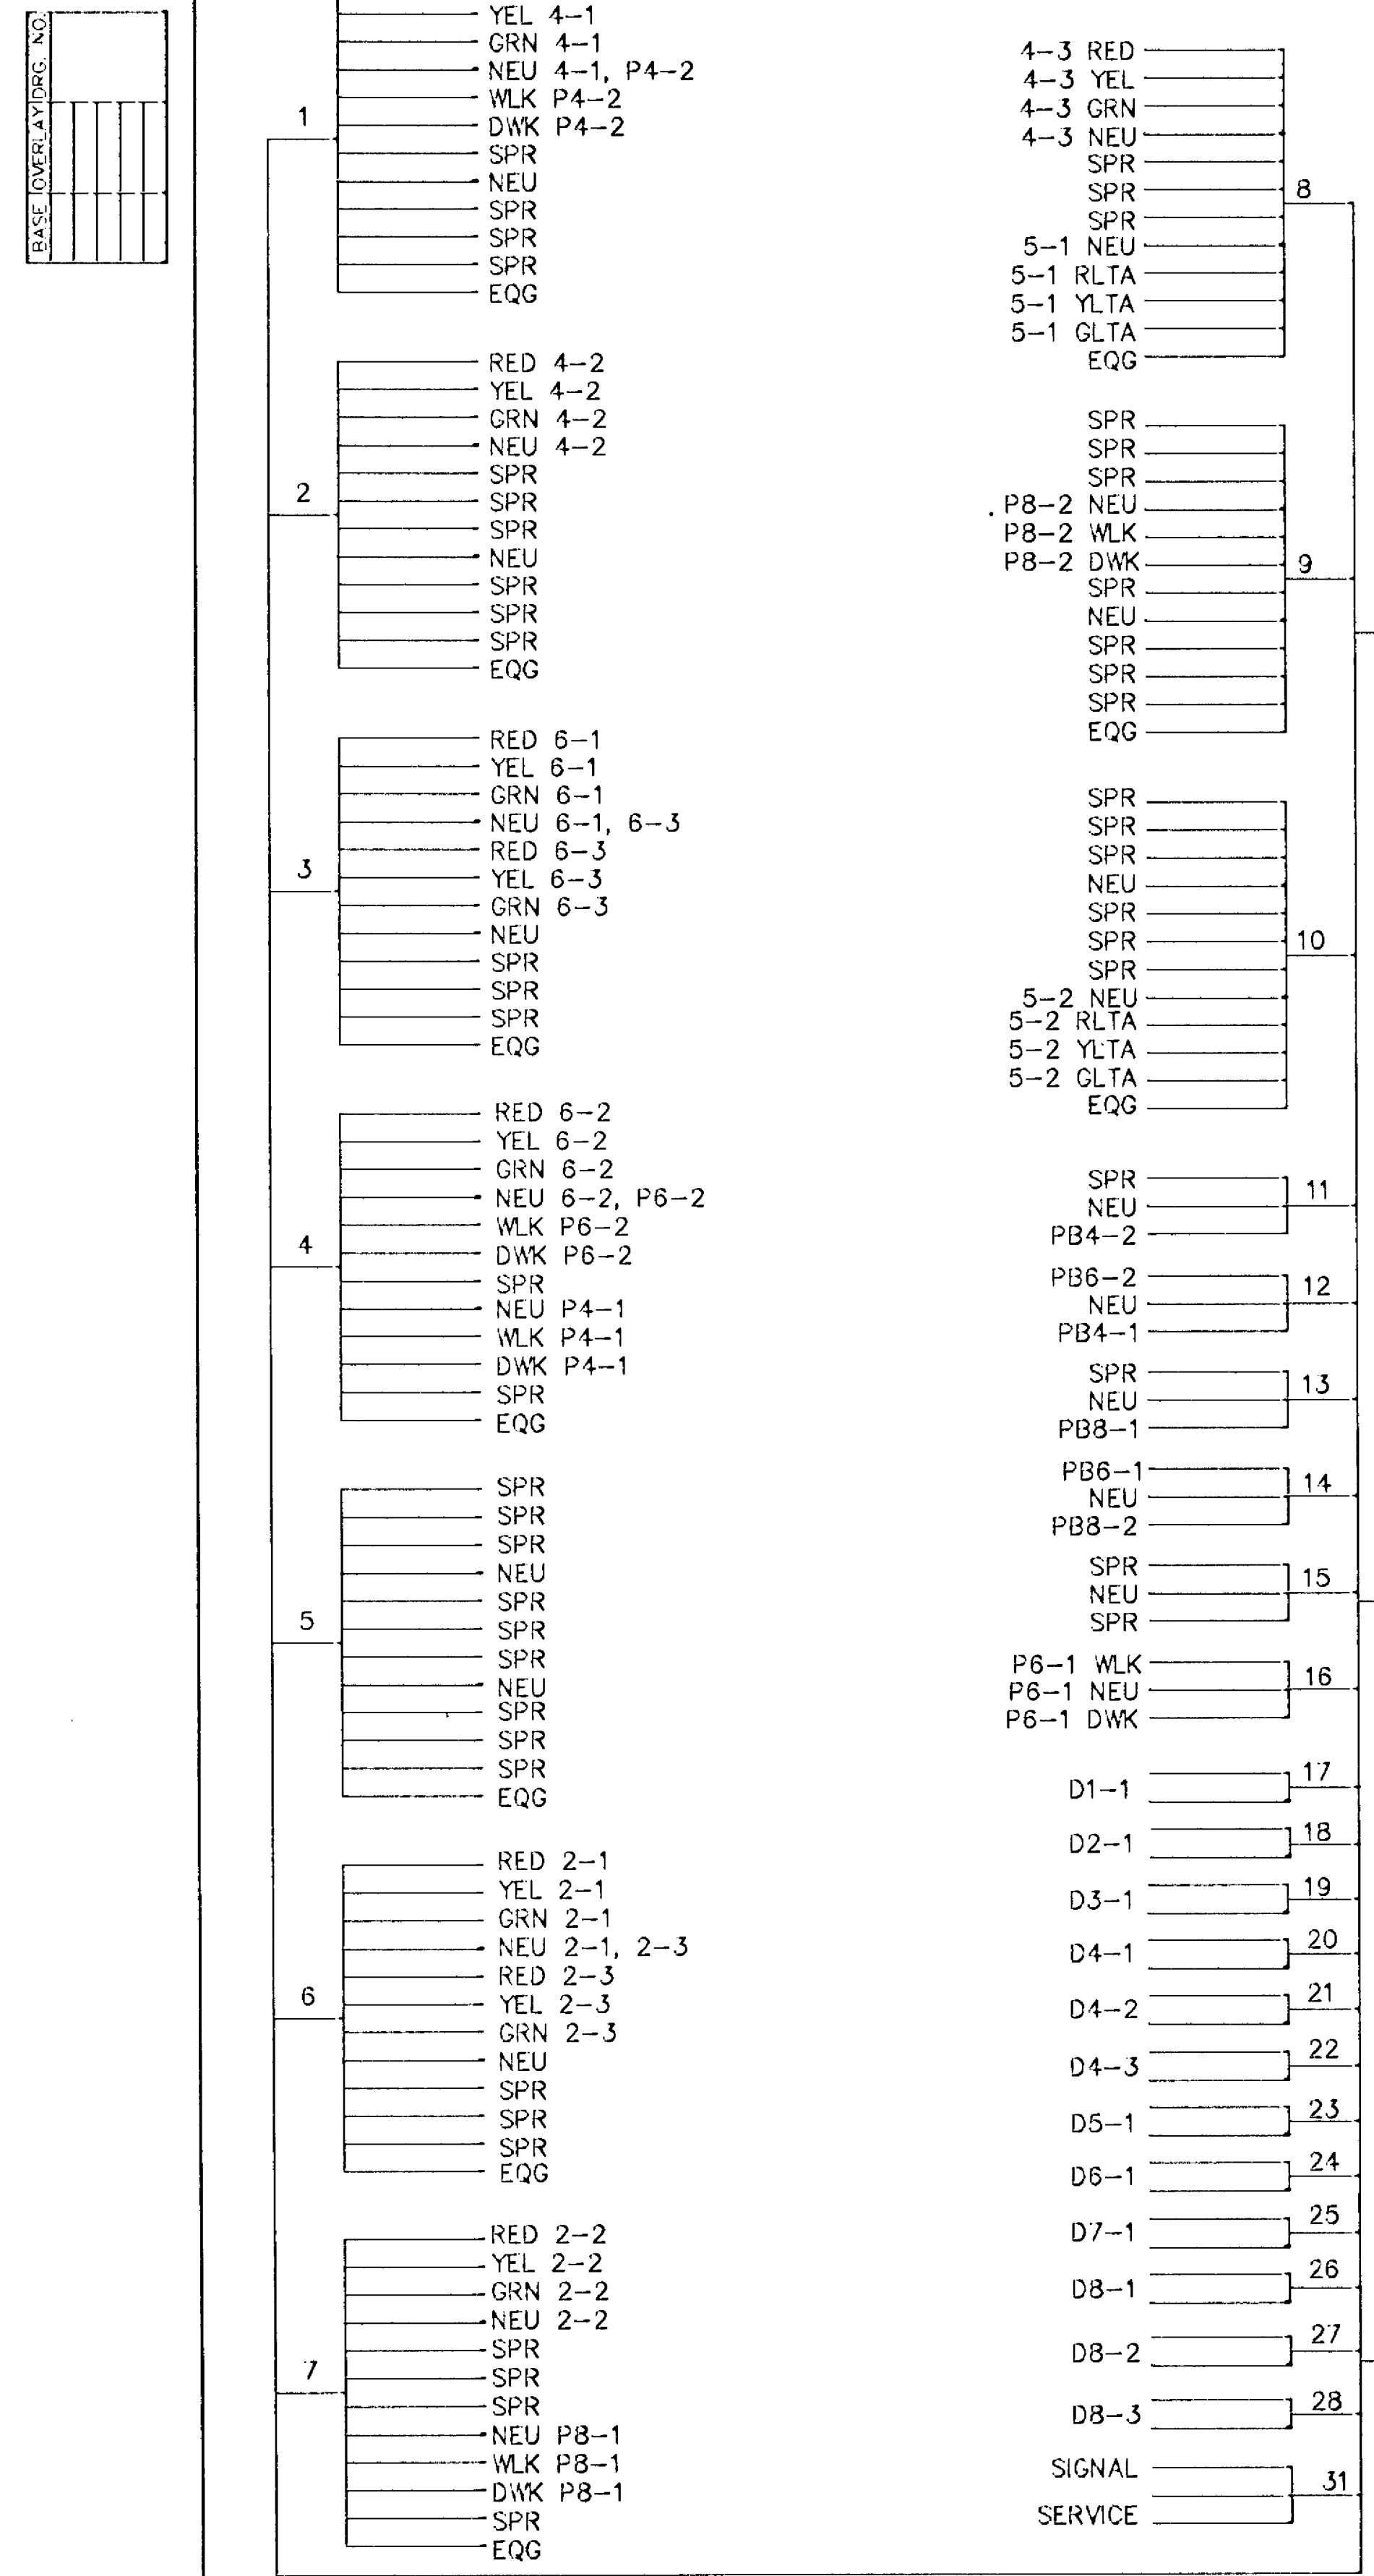 BASE OVERLAY DRG. NO.
1
YEL 4-1
GRN 4-1
NEU 4-1, P4-2
WLK P4-2
DWK P4-2
SPR
NEU
SPR
SPR
SPR
EQG
2
RED 4-2
YEL 4-2
GRN 4-2
NEU 4-2
SPR
SPR
SPR
NEU
SPR
SPR
SPR
EQG
3
RED 6-1
YEL 6-1
GRN 6-1
NEU 6-1, 6-3
RED 6-3
YEL 6-3
GRN 6-3
NEU
SPR
SPR
SPR
EQG
4
RED 6-2
YEL 6-2
GRN 6-2
NEU 6-2, P6-2
WLK P6-2
DWK P6-2
SPR
NEU P4-1
WLK P4-1
DWK P4-1
SPR
EQG
5
SPR
SPR
SPR
NEU
SPR
SPR
SPR
NEU
SPR
SPR
SPR
EQG
6
RED 2-1
YEL 2-1
GRN 2-1
NEU 2-1, 2-3
RED 2-3
YEL 2-3
GRN 2-3
NEU
SPR
SPR
SPR
EQG
7
RED 2-2
YEL 2-2
GRN 2-2
NEU 2-2
SPR
SPR
SPR
NEU P8-1
WLK P8-1
DWK P8-1
SPR
EQG
4-3 RED
4-3 YEL
4-3 GRN
4-3 NEU
SPR
SPR
SPR
5-1 NEU
5-1 RLTA
5-1 YLTA
5-1 GLTA
EQG
8
SPR
SPR
SPR
P8-2 NEU
P8-2 WLK
P8-2 DWK
SPR
NEU
SPR
SPR
SPR
EQG
9
SPR
SPR
SPR
NEU
SPR
SPR
SPR
5-2 NEU
5-2 RLTA
5-2 YLTA
5-2 GLTA
EQG
10
SPR
NEU
PB4-2
11
PB6-2
NEU
PB4-1
12
SPR
NEU
PB8-1
13
PB6-1
NEU
PB8-2
14
SPR
NEU
SPR
15
P6-1 WLK
P6-1 NEU
P6-1 DWK
16
D1-1 17
D2-1 18
D3-1 19
D4-1 20
D4-2 21
D4-3 22
D5-1 23
D6-1 24
D7-1 25
D8-1 26
D8-2 27
D8-3 28
SIGNAL
SERVICE
31